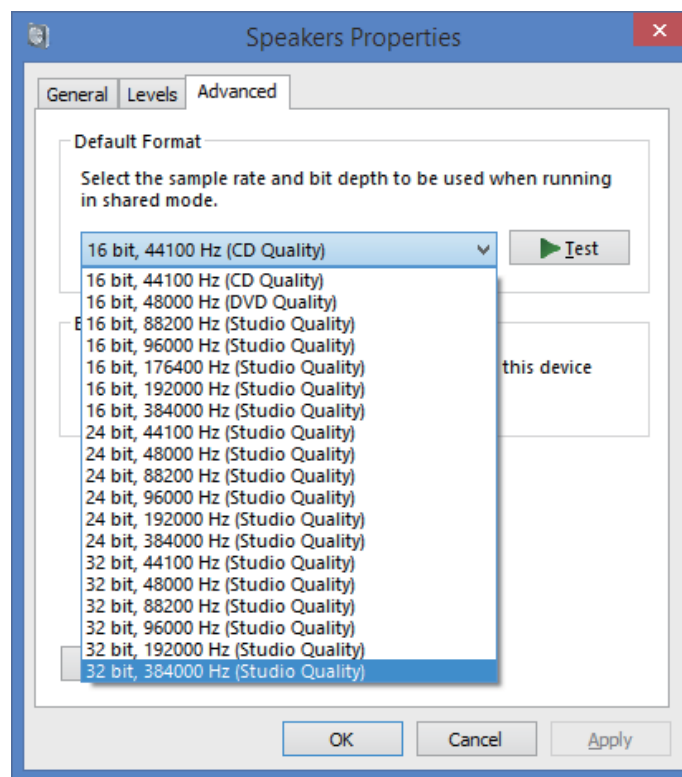 Speakers Properties
General Levels Advanced
Default Format
Select the sample rate and bit depth to be used when running
in shared mode.
16 bit, 44100 Hz (CD Quality)
Test
16 bit, 44100 Hz (CD Quality)
16 bit, 48000 Hz (DVD Quality)
16 bit, 88200 Hz (Studio Quality)
16 bit, 96000 Hz (Studio Quality)
16 bit, 176400 Hz (Studio Quality)
this device
16 bit, 192000 Hz (Studio Quality)
16 bit, 384000 Hz (Studio Quality)
24 bit, 44100 Hz (Studio Quality)
24 bit, 48000 Hz (Studio Quality)
24 bit, 88200 Hz (Studio Quality)
24 bit, 96000 Hz (Studio Quality)
24 bit, 192000 Hz (Studio Quality)
24 bit, 384000 Hz (Studio Quality)
32 bit, 44100 Hz (Studio Quality)
32 bit, 48000 Hz (Studio Quality)
32 bit, 88200 Hz (Studio Quality)
32 bit, 96000 Hz (Studio Quality)
32 bit, 192000 Hz (Studio Quality)
32 bit, 384000 Hz (Studio Quality)
OK Cancel Apply